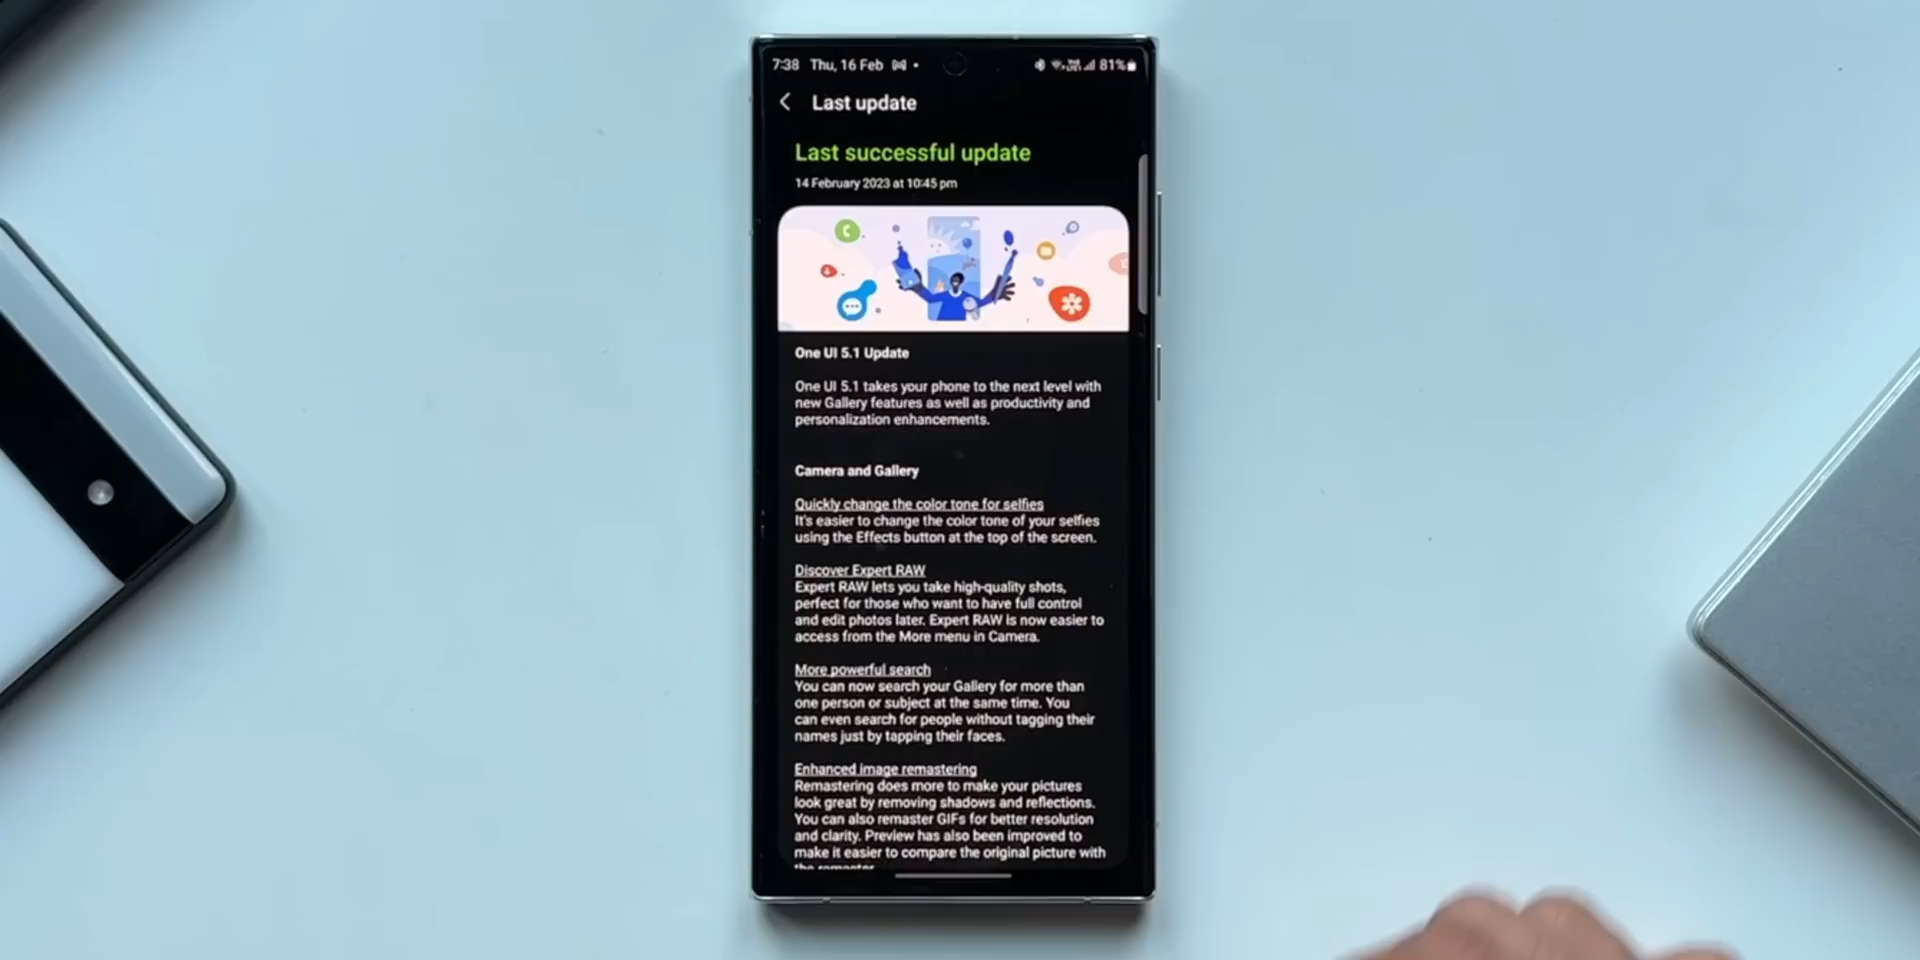 7:38 Thu, 16 Feb
81%
Last update
Last successful update
14 February 2023 at 10:45 pm
One UI 5.1 Update
One UI 5.1 takes your phone to the next level with
new Gallery features as well as productivity and
personalization enhancements.
Camera and Gallery
Quickly change the color tone for selfies
It's easier to change the color tone of your selfies
using the Effects button at the top of the screen.
Discover Expert RAW
Expert RAW lets you take high-quality shots,
perfect for those who want to have full control
and edit photos later. Expert RAW is now easier to
access from the More menu in Camera.
More powerful search
You can now search your Gallery for more than
one person or subject at the same time. You
can even search for people without tagging their
names just by tapping their faces.
Enhanced image remastering
Remastering does more to make your pictures
look great by removing shadows and reflections.
You can also remaster GIFs for better resolution
and clarity. Preview has also been improved to
make it easier to compare the original picture with